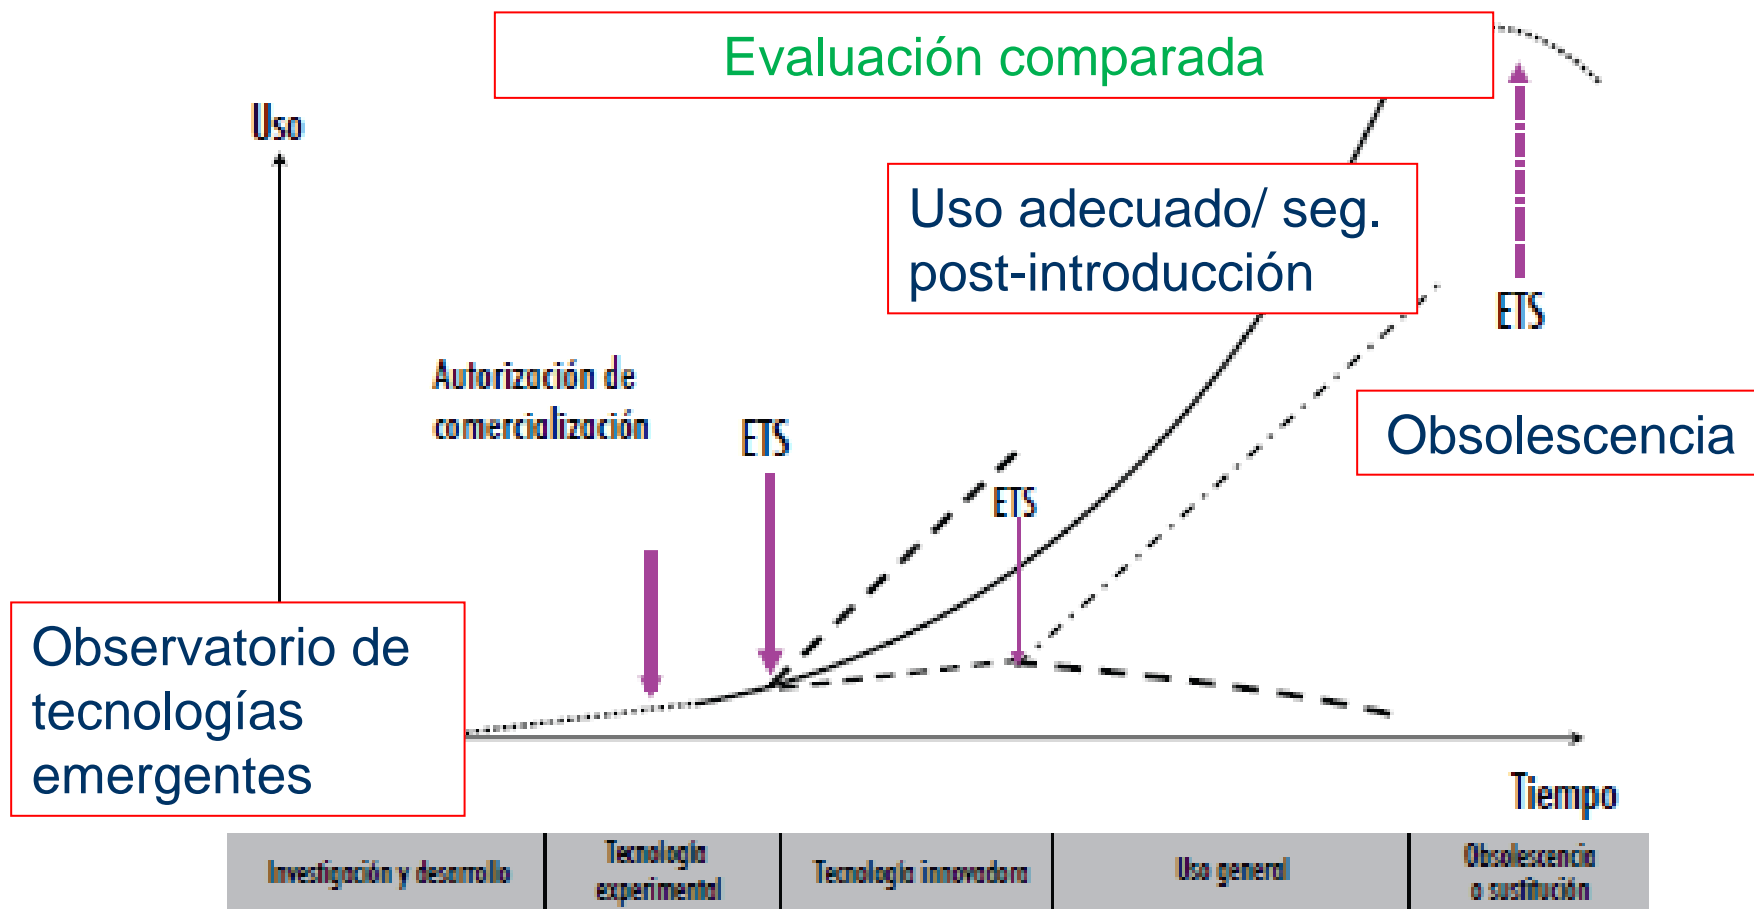 Evaluación comparada
Uso
Uso adecuado/ seg.
post-introducción
ETS
Autorización de
comercialización
ETS
Obsolescencia
ETS
Observatorio de
tecnologías
emergentes
Tiempo
Investigación y desarrollo
Tecnología
experimental
Tecnología innovadora
Uso general
Obsolescencia
o sustitución